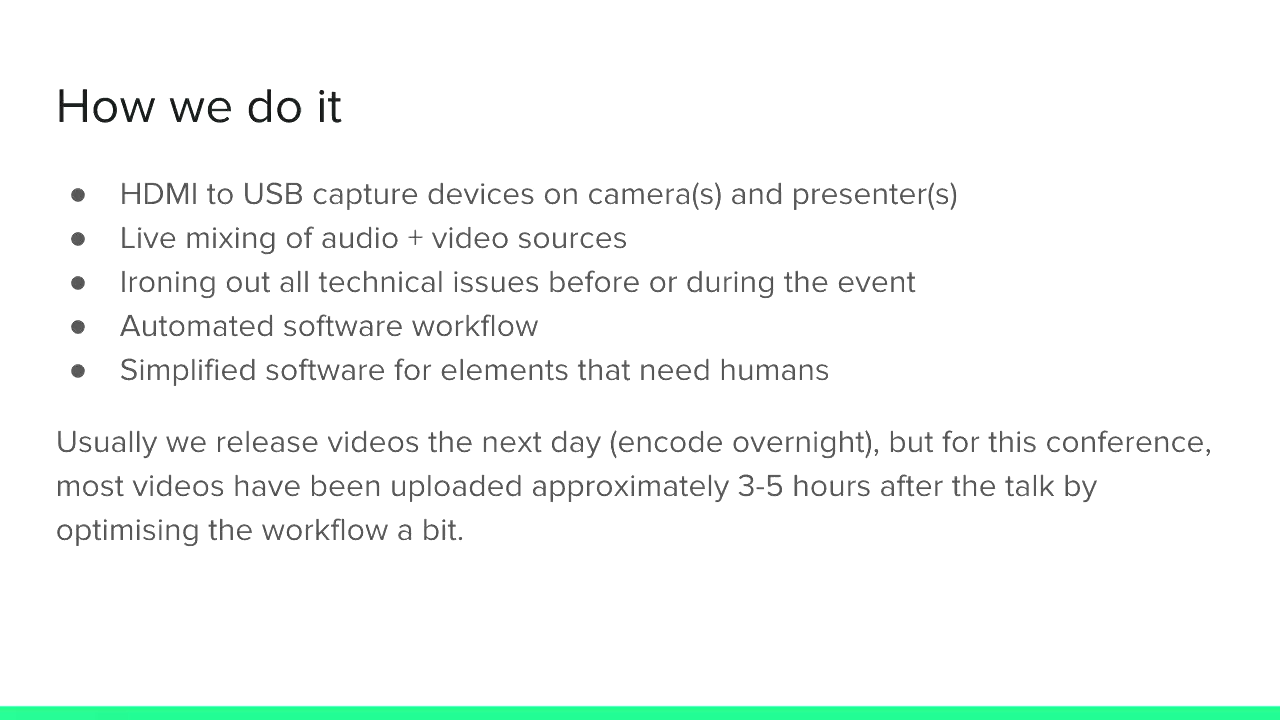 How we do it
● HDMI to USB capture devices on camera(s) and presenter(s)
● Live mixing of audio + video sources
● Ironing out all technical issues before or during the event
● Automated software workflow
● Simplified software for elements that need humans
Usually we release videos the next day (encode overnight), but for this conference,
most videos have been uploaded approximately 3-5 hours after the talk by
optimising the workflow a bit.